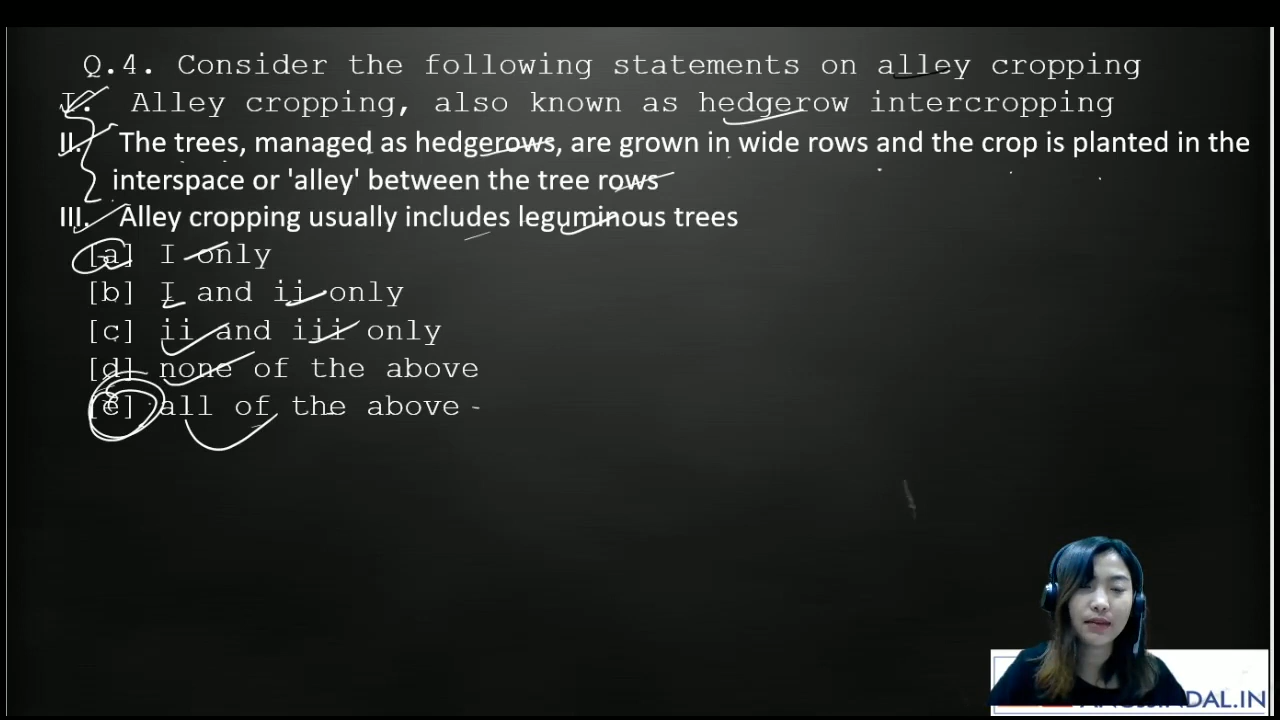 Q.4. Consider the following statements on alley cropping
I. Alley cropping, also known as hedgerow intercropping
II. The trees, managed as hedgerows, are grown in wide rows and the crop is planted in the
interspace or 'alley' between the tree rows
III. Alley cropping usually includes leguminous trees
[a] I only
[b] I and ii only
[c] ii and iii only
[d] none of the above
[e] all of the above